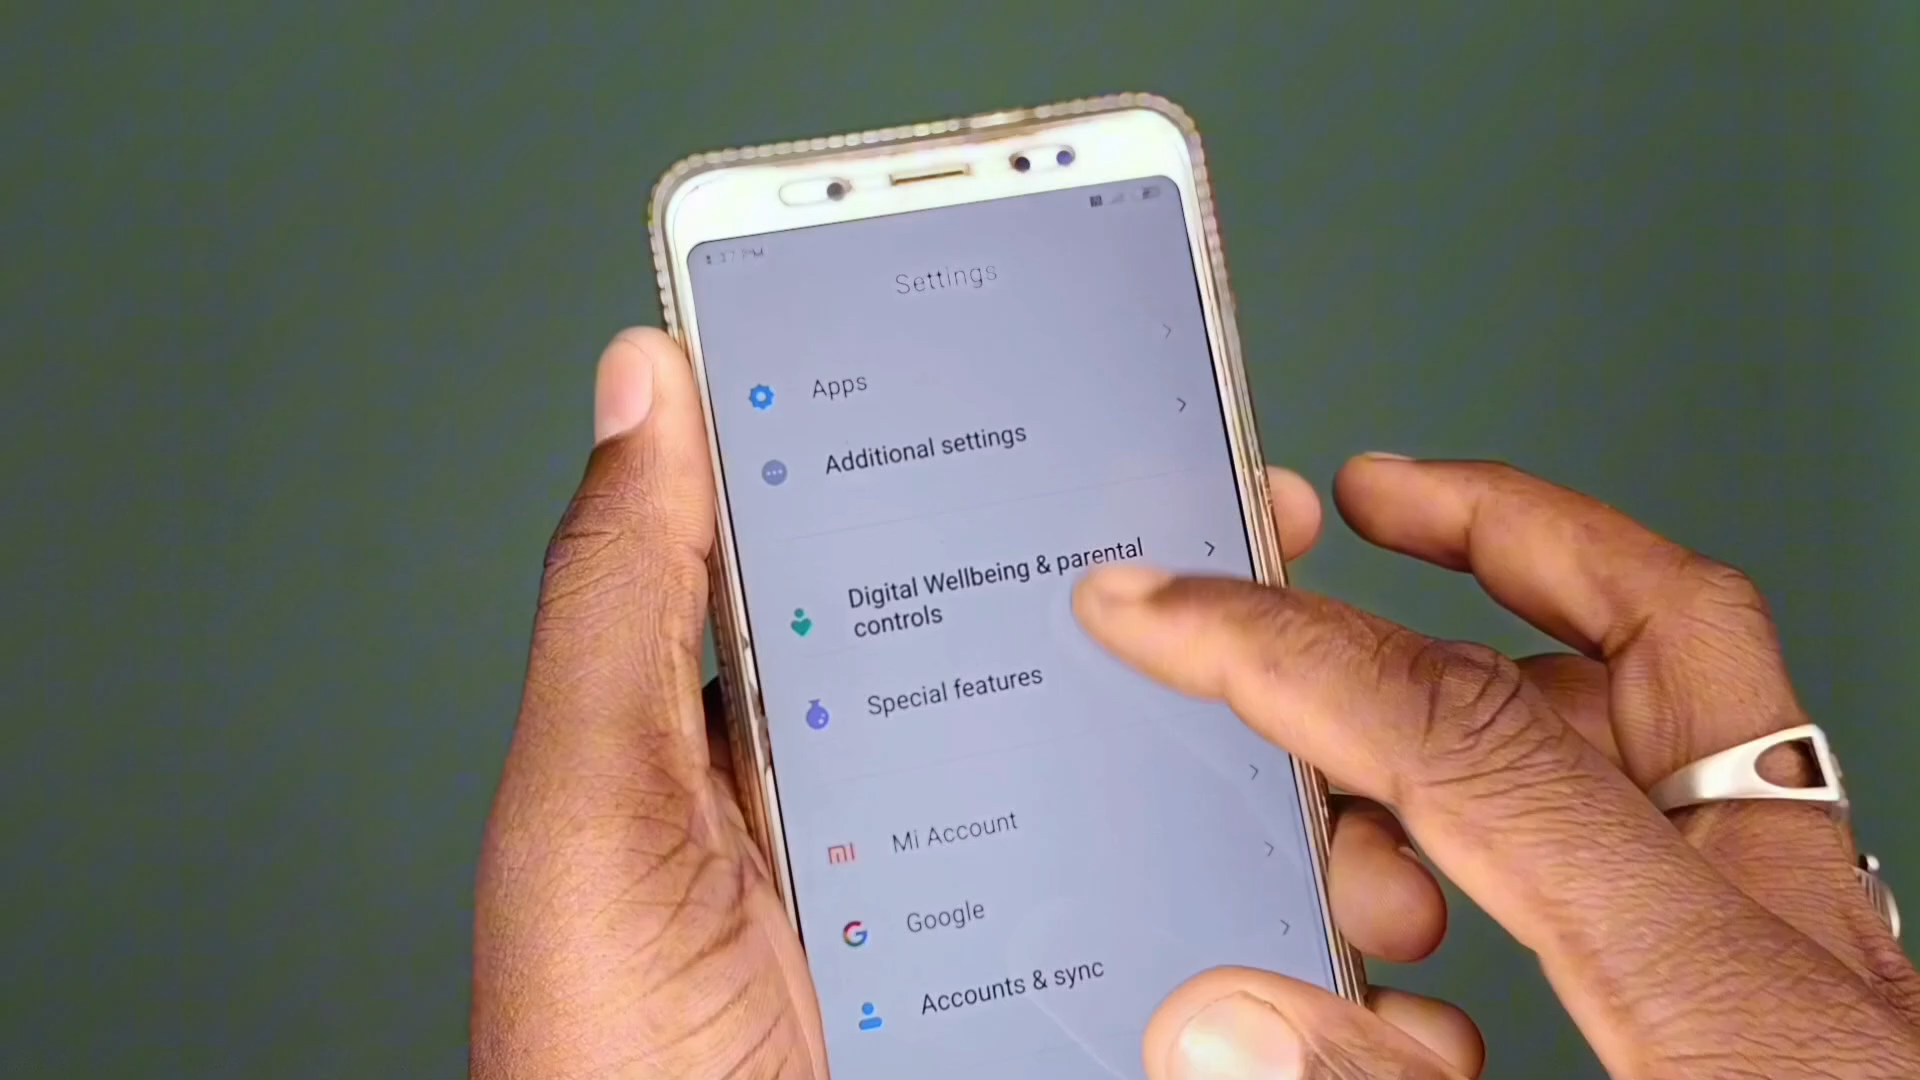 Settings
Apps
Additional settings
Digital Wellbeing & parental
controls
Special features
Mi Account
Google
Accounts & sync